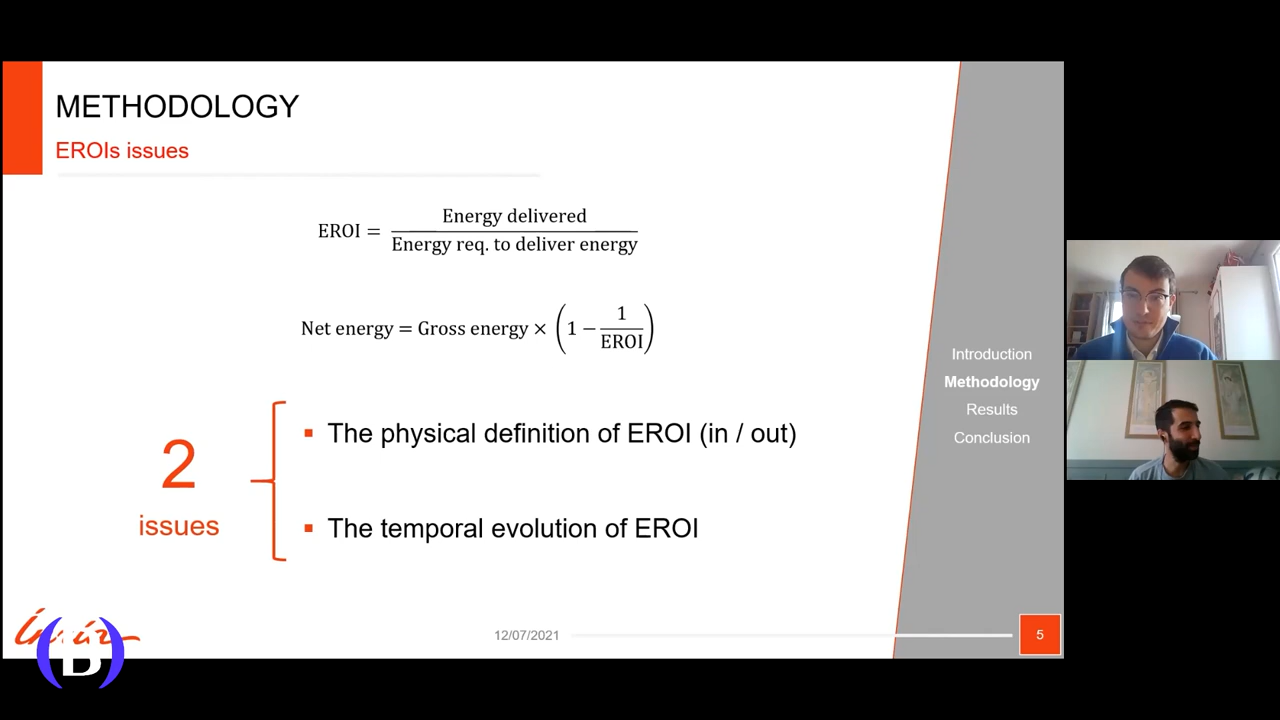 METHODOLOGY
EROIs issues
EROI = Energy delivered / Energy req. to deliver energy
Net energy = Gross energy × (1 − 1/EROI)
2
issues
▪ The physical definition of EROI (in / out)
▪ The temporal evolution of EROI
Introduction
Methodology
Results
Conclusion
12/07/2021
5
(B)